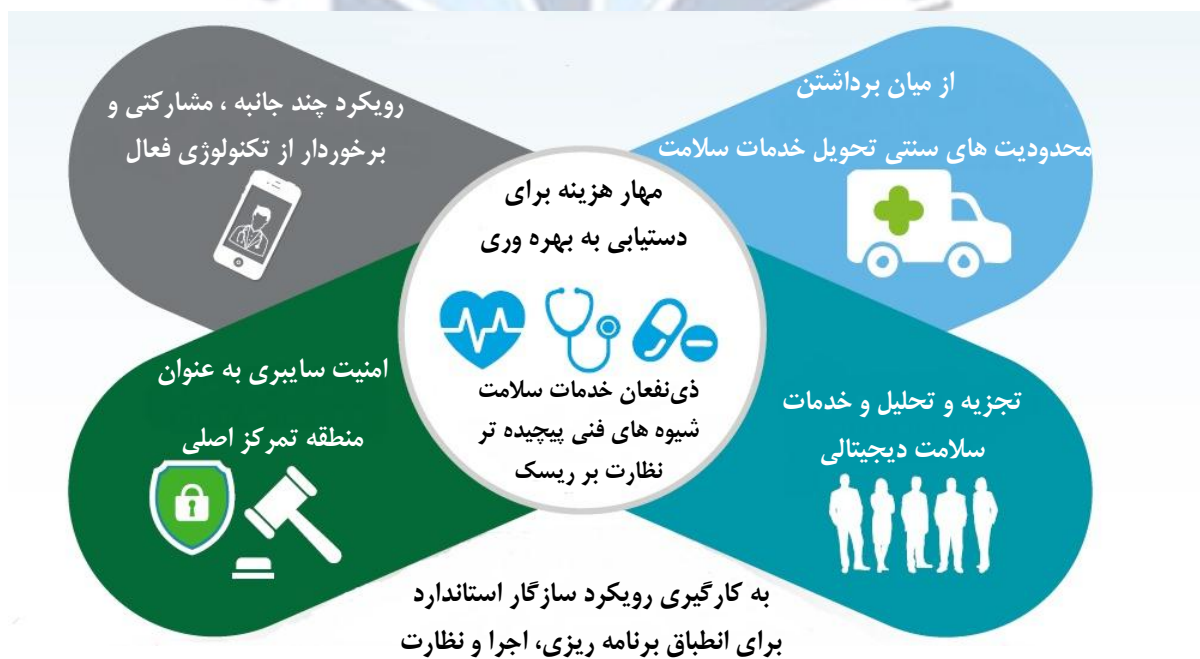 از میان برداشتن
محدودیت های سنتی تحویل خدمات سلامت
رویکرد چند جانبه ، مشارکتی و
برخوردار از تکنولوژی فعال
مهار هزینه برای
دستیابی به بهره وری
ذی‌نفعان خدمات سلامت
شیوه های فنی پیچیده تر
نظارت بر ریسک
تجزیه و تحلیل و خدمات
سلامت دیجیتالی
امنیت سایبری به عنوان
منطقه تمرکز اصلی
به کارگیری رویکرد سازگار استاندارد
برای انطباق برنامه ریزی، اجرا و نظارت